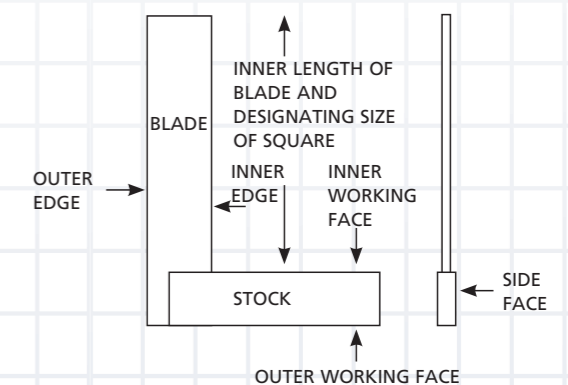 INNER LENGTH OF
BLADE AND
DESIGNATING SIZE
OF SQUARE
BLADE
OUTER
EDGE
INNER
EDGE
INNER
WORKING
FACE
STOCK
SIDE
FACE
OUTER WORKING FACE